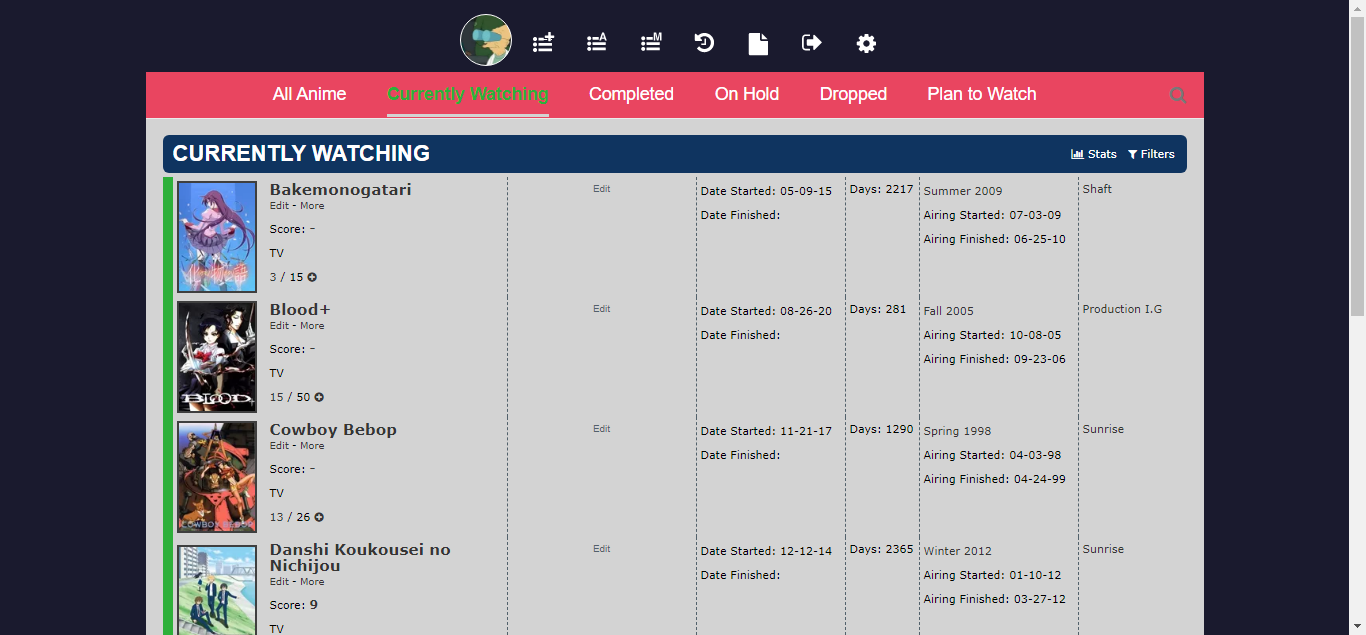 A
M
All Anime
Currently Watching
Completed
On Hold
Dropped
Plan to Watch
CURRENTLY WATCHING
Stats
Filters
Bakemonogatari
Edit - More
Score: -
TV
3 / 15
Edit
Date Started: 05-09-15
Date Finished:
Days: 2217
Summer 2009
Airing Started: 07-03-09
Airing Finished: 06-25-10
Shaft
化物語
Blood+
Edit - More
Score: -
TV
15 / 50
Edit
Date Started: 08-26-20
Date Finished:
Days: 281
Fall 2005
Airing Started: 10-08-05
Airing Finished: 09-23-06
Production I.G
BLOOD+
Cowboy Bebop
Edit - More
Score: -
TV
13 / 26
Edit
Date Started: 11-21-17
Date Finished:
Days: 1290
Spring 1998
Airing Started: 04-03-98
Airing Finished: 04-24-99
Sunrise
COWBOY BEBOP
Danshi Koukousei no
Nichijou
Edit - More
Score: 9
TV
Edit
Date Started: 12-12-14
Date Finished:
Days: 2365
Winter 2012
Airing Started: 01-10-12
Airing Finished: 03-27-12
Sunrise